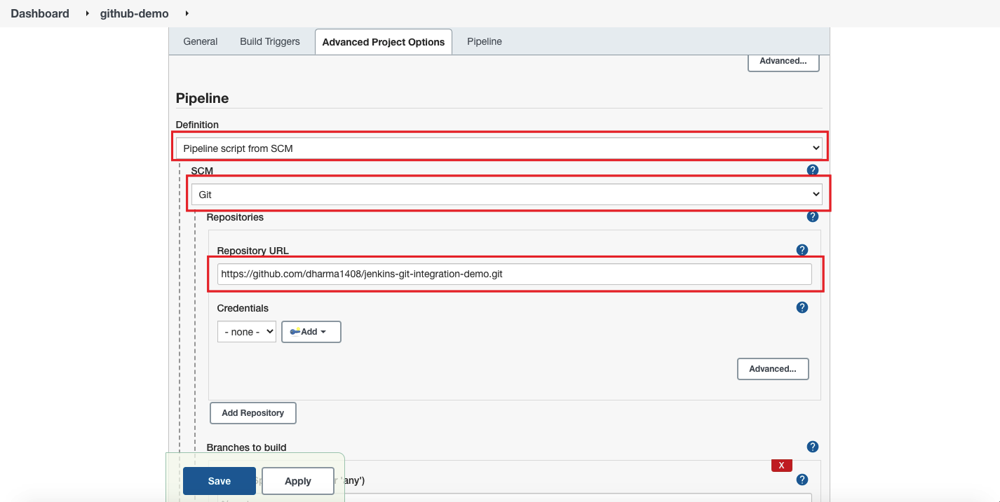 Dashboard github-demo
General Build Triggers Advanced Project Options Pipeline
Advanced...
Pipeline
Definition
Pipeline script from SCM
SCM
?
Git
Repositories
?
Repository URL
?
https://github.com/dharma1408/jenkins-git-integration-demo.git
Credentials
?
- none - Add
Advanced...
Add Repository
Branches to build
?
X
Save Apply 'any')
?